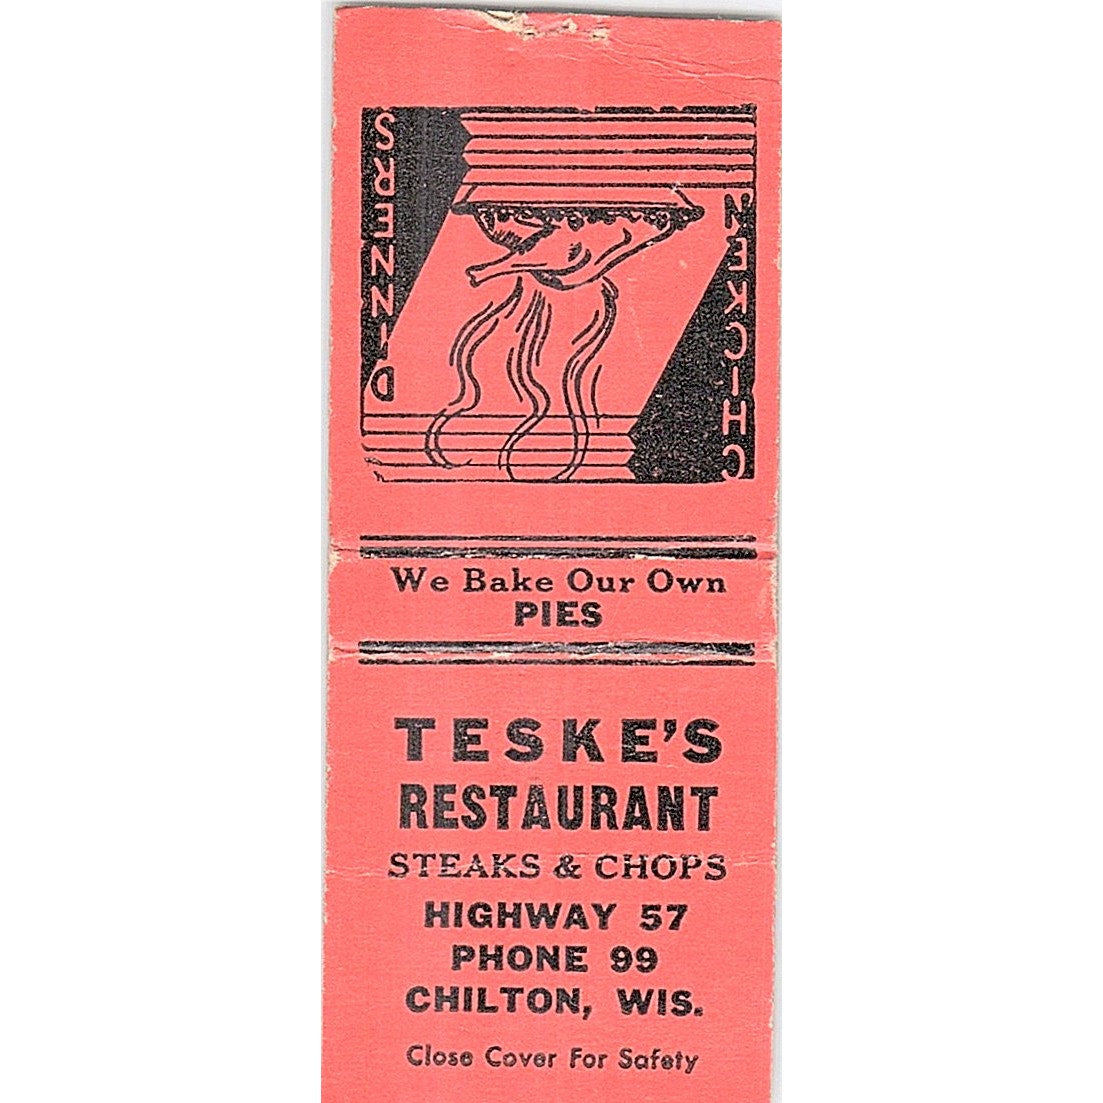 CHICKEN
DINNERS
We Bake Our Own
PIES
TESKE'S
RESTAURANT
STEAKS & CHOPS
HIGHWAY 57
PHONE 99
CHILTON, WIS.
Close Cover For Safety